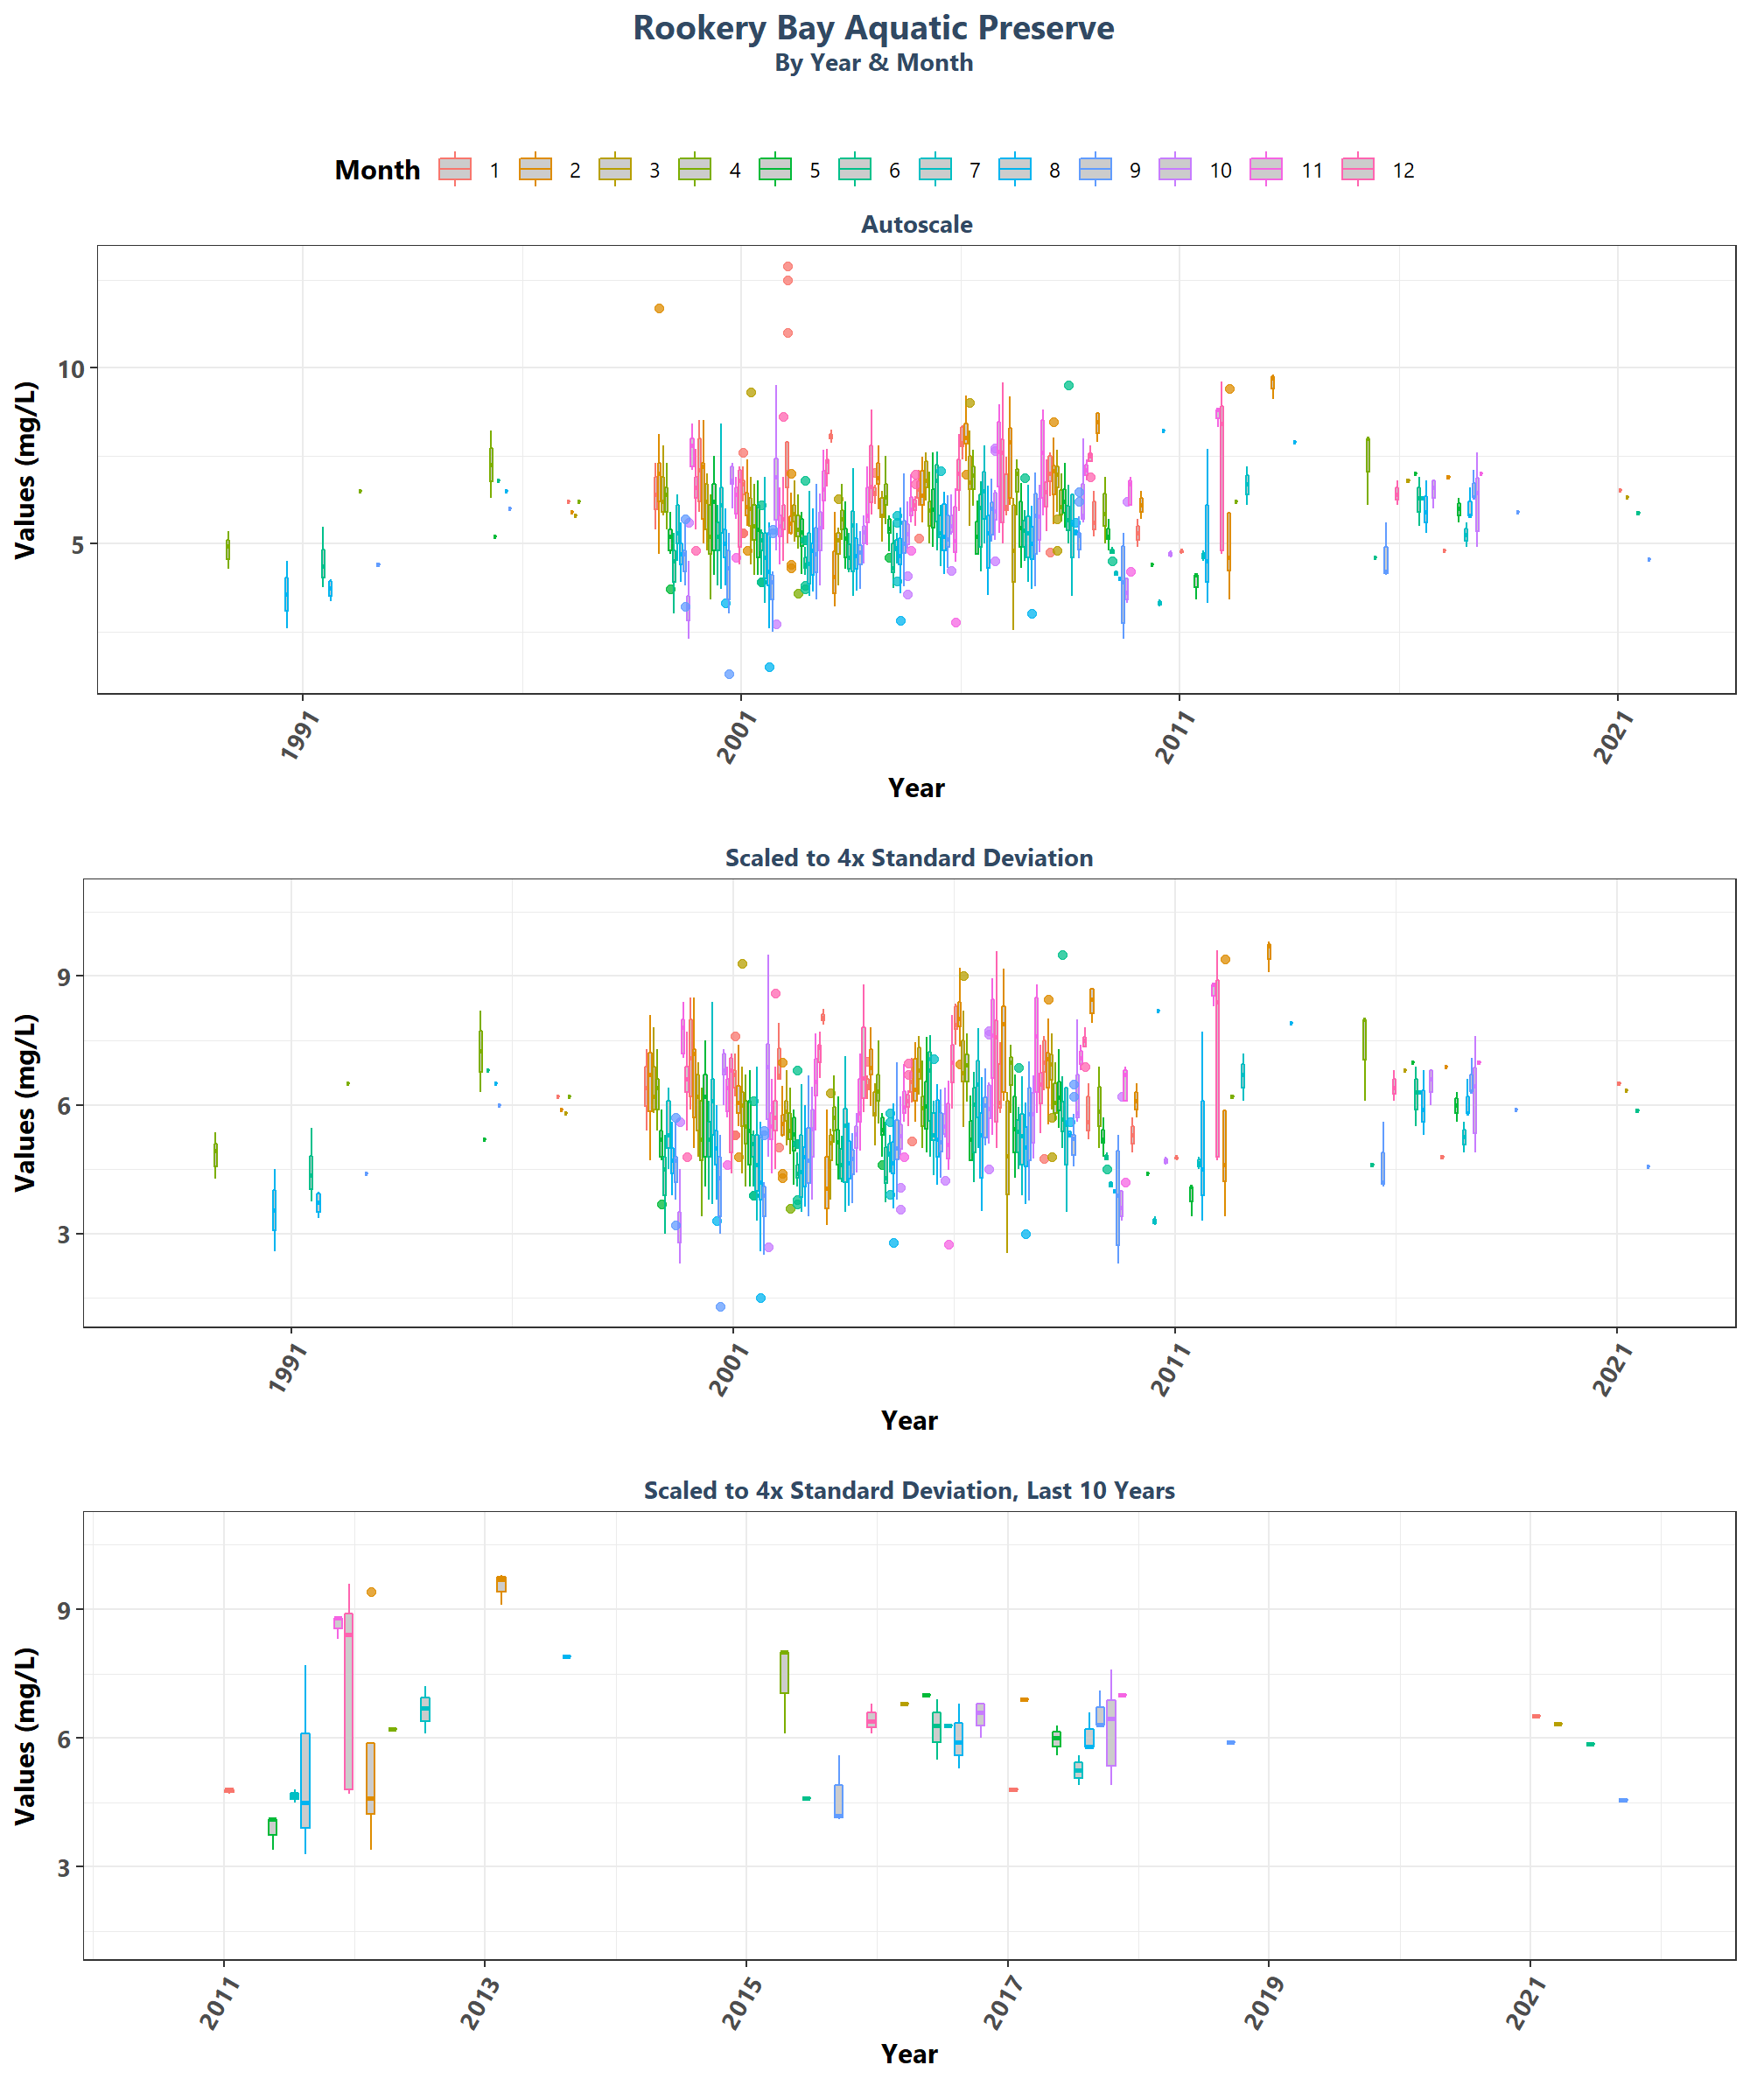 Rookery Bay Aquatic Preserve
By Year & Month
Month 1 2 3 4 5 6 7 8 9 10 11 12
Autoscale
Values (mg/L)
10
5
1991 2001 2011 2021
Year
Scaled to 4x Standard Deviation
Values (mg/L)
9
6
3
1991 2001 2011 2021
Year
Scaled to 4x Standard Deviation, Last 10 Years
Values (mg/L)
9
6
3
2011 2013 2015 2017 2019 2021
Year